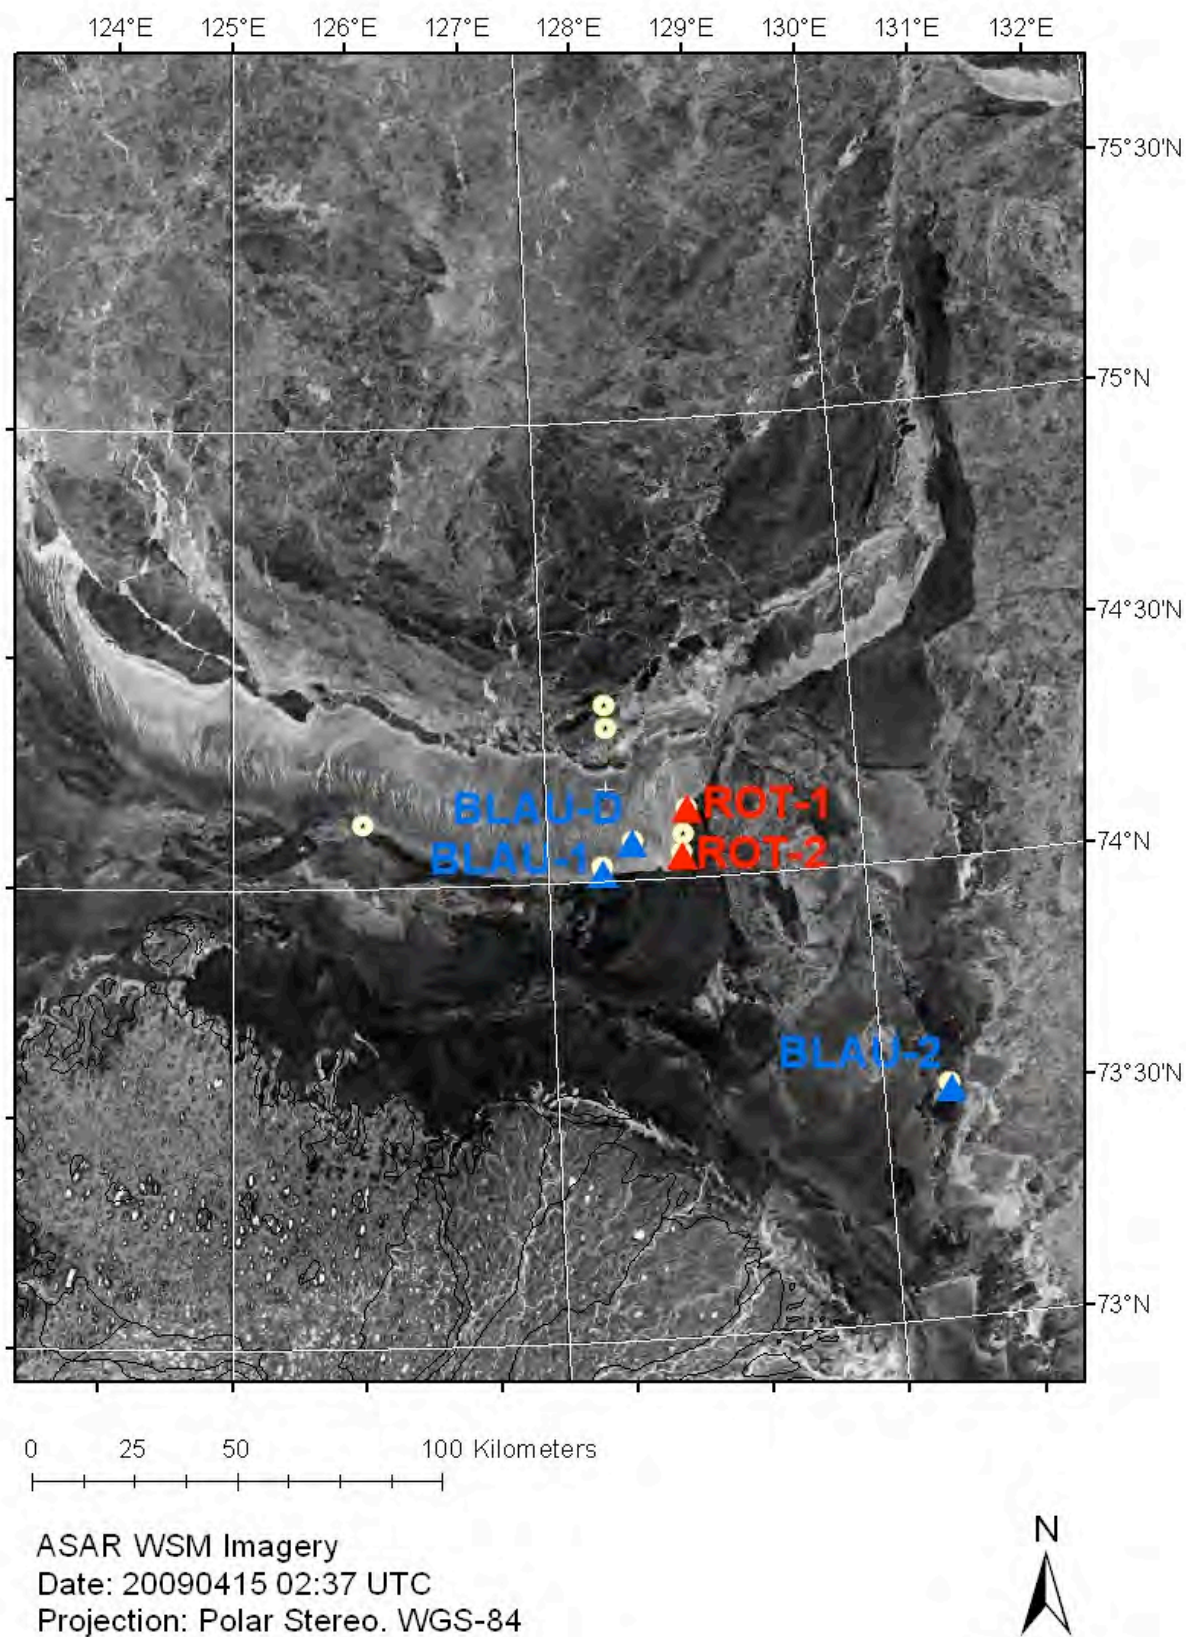 124°E 125°E 126°E 127°E 128°E 129°E 130°E 131°E 132°E
75°30'N
75°N
74°30'N
BLAU-D ROT-1
74°N
BLAU-1 ROT-2
BLAU-2
73°30'N
73°N
0 25 50 100 Kilometers
N
ASAR WSM Imagery
Date: 20090415 02:37 UTC
Projection: Polar Stereo. WGS-84